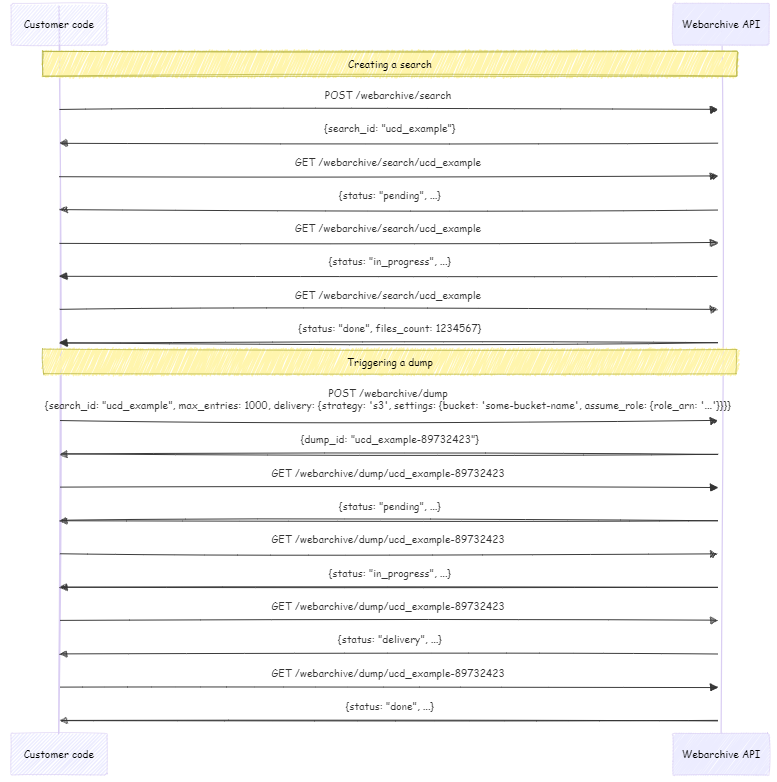 Customer code
Webarchive API
Creating a search
POST /webarchive/search
{search_id: "ucd_example"}
GET /webarchive/search/ucd_example
{status: "pending", ...}
GET /webarchive/search/ucd_example
{status: "in_progress", ...}
GET /webarchive/search/ucd_example
{status: "done", files_count: 1234567}
Triggering a dump
POST /webarchive/dump
{search_id: "ucd_example", max_entries: 1000, delivery: {strategy: 's3', settings: {bucket: 'some-bucket-name', assume_role: {role_arn: '...'}}}}
{dump_id: "ucd_example-89732423"}
GET /webarchive/dump/ucd_example-89732423
{status: "pending", ...}
GET /webarchive/dump/ucd_example-89732423
{status: "in_progress", ...}
GET /webarchive/dump/ucd_example-89732423
{status: "delivery", ...}
GET /webarchive/dump/ucd_example-89732423
{status: "done", ...}
Customer code
Webarchive API